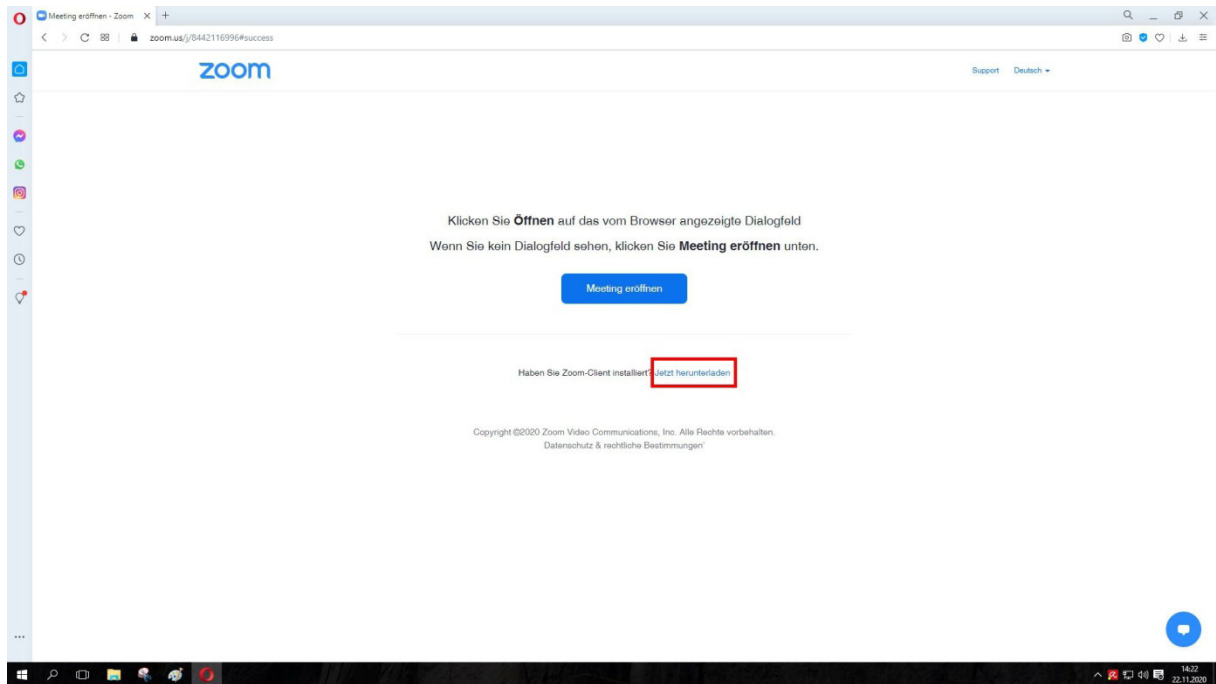 Meeting eröffnen - Zoom
zoom.us/j/8442116996#success
zoom
Support Deutsch
Klicken Sie Öffnen auf das vom Browser angezeigte Dialogfeld
Wenn Sie kein Dialogfeld sehen, klicken Sie Meeting eröffnen unten.
Meeting eröffnen
Haben Sie Zoom-Client installiert? Jetzt herunterladen
Copyright ©2020 Zoom Video Communications, Inc. Alle Rechte vorbehalten.
Datenschutz & rechtliche Bestimmungen'
14:22
22.11.2020